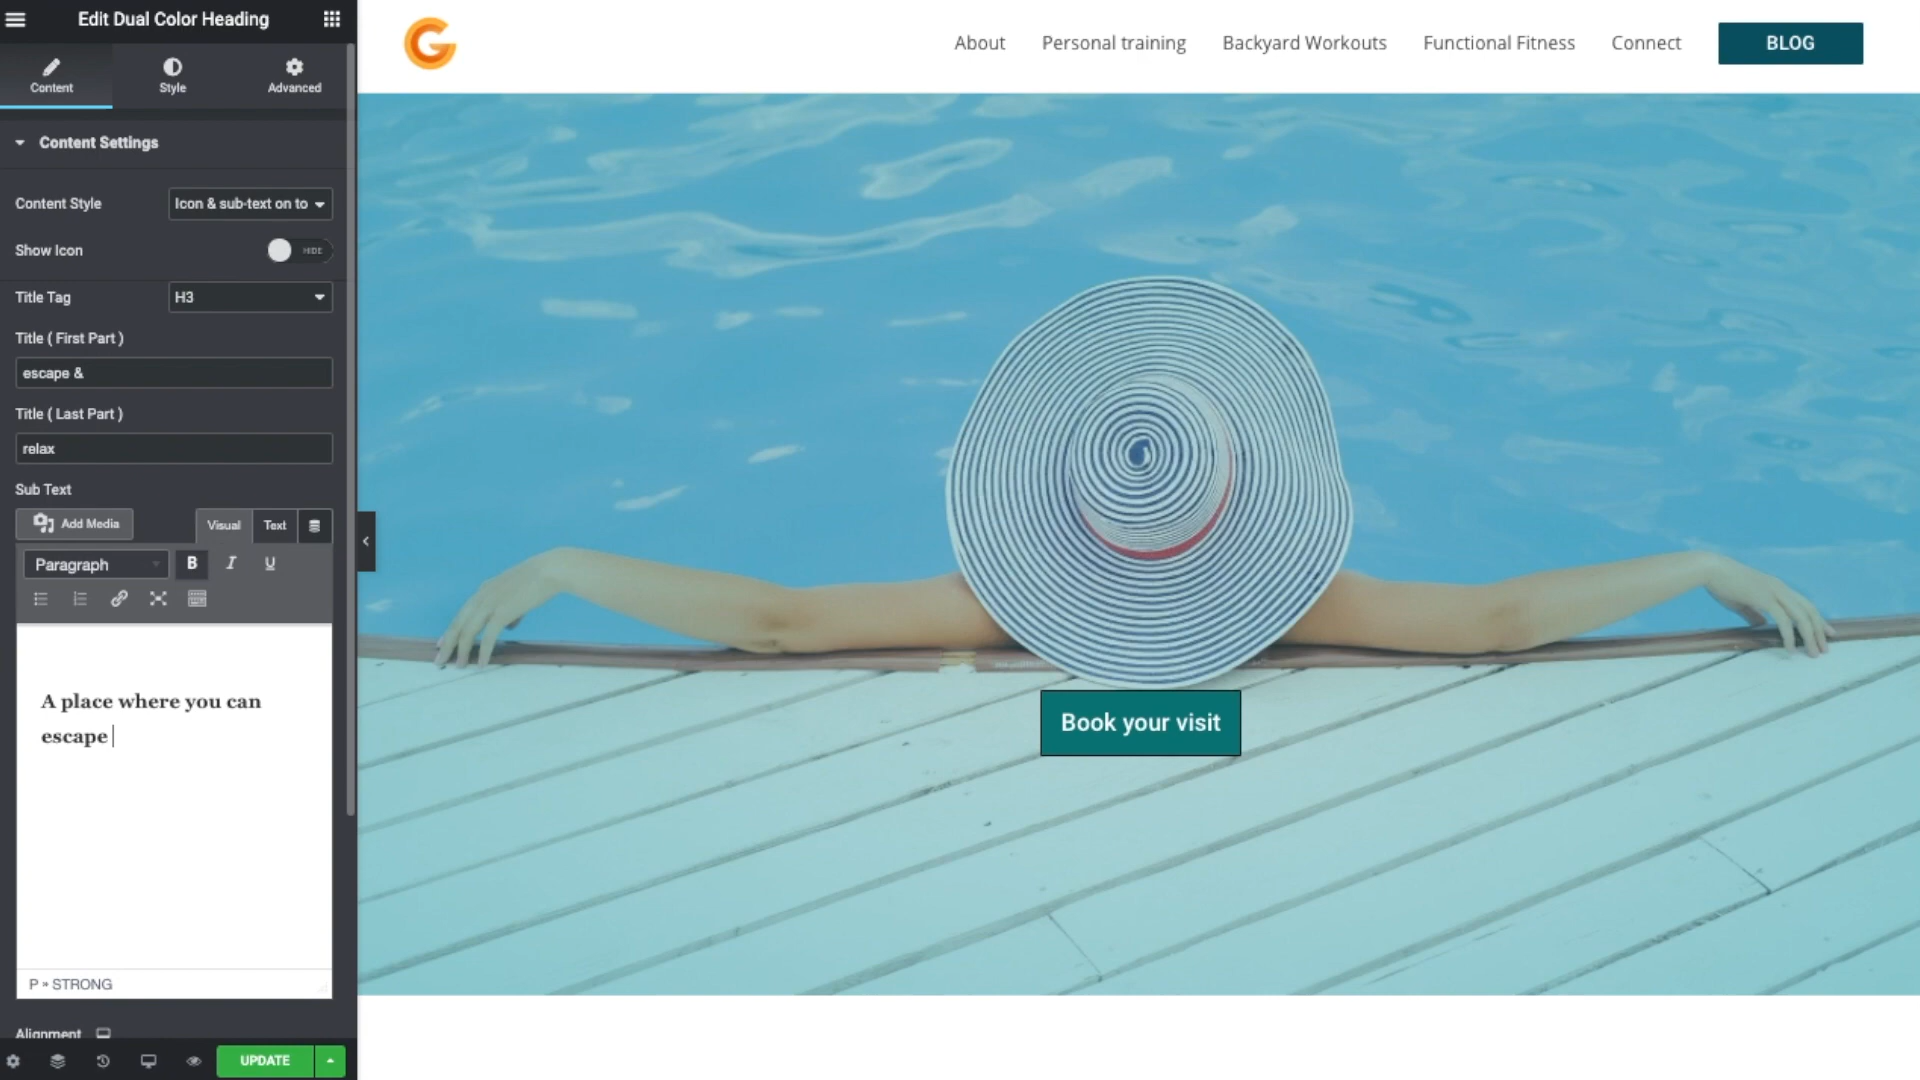 Edit Dual Color Heading
Content
Style
Advanced
Content Settings
Content Style
Icon & sub-text on to
Show Icon
HIDE
Title Tag
H3
Title ( First Part )
escape &
Title ( Last Part )
relax
Sub Text
Add Media
Visual
Text
Paragraph
B
I
U
A place where you can
escape
P » STRONG
Alignment
UPDATE
G
About
Personal training
Backyard Workouts
Functional Fitness
Connect
BLOG
Book your visit